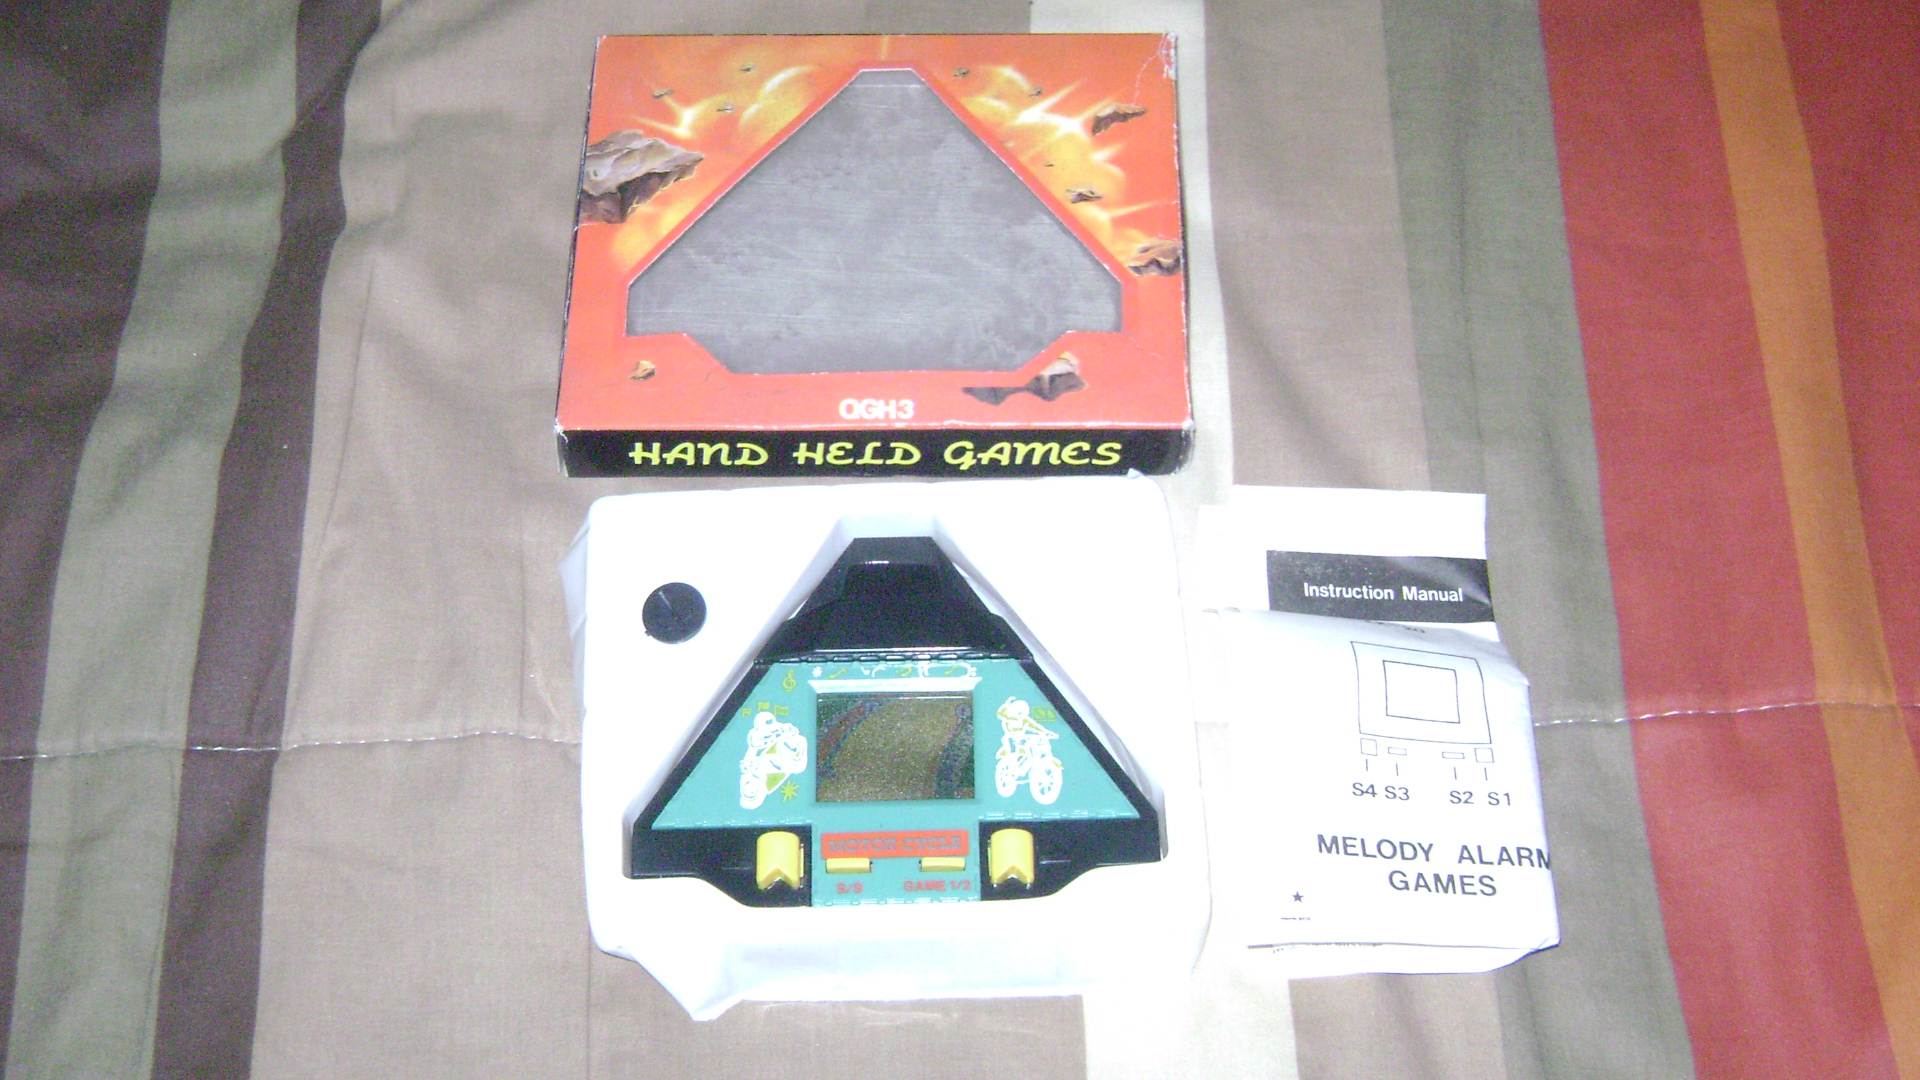 QGH3
HAND HELD GAMES
Instruction Manual
S4 S3 S2 S1
MELODY ALARM
GAMES
MOTOR CYCLE
S/S GAME 1/2